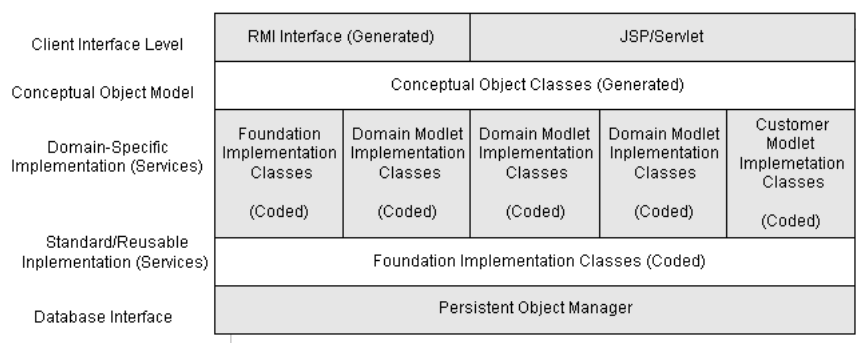 Client Interface Level
RMI Interface (Generated)
JSP/Servlet
Conceptual Object Model
Conceptual Object Classes (Generated)
Domain-Specific
Implementation (Services)
Foundation
Implementation
Classes
(Coded)
Domain Modlet
Implementation
Classes
(Coded)
Domain Modlet
Implementation
Classes
(Coded)
Domain Modlet
Inplementation
Classes
(Coded)
Customer
Modlet
Implemetation
Classes
(Coded)
Standard/Reusable
Inplementation (Services)
Foundation Implementation Classes (Coded)
Database Interface
Persistent Object Manager